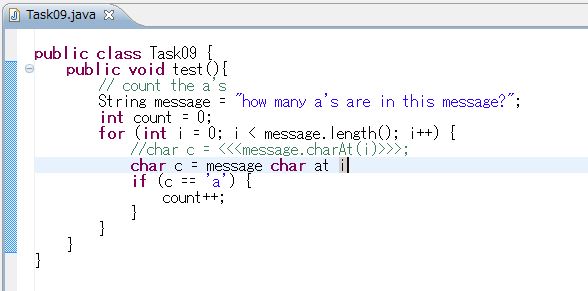 Task09.java
public class Task09 {
public void test(){
// count the a's
String message = "how many a's are in this message?";
int count = 0;
for (int i = 0; i < message.length(); i++) {
//char c = <<<message.charAt(i)>>>;
char c = message char at i
if (c == 'a') {
count++;
}
}
}
}